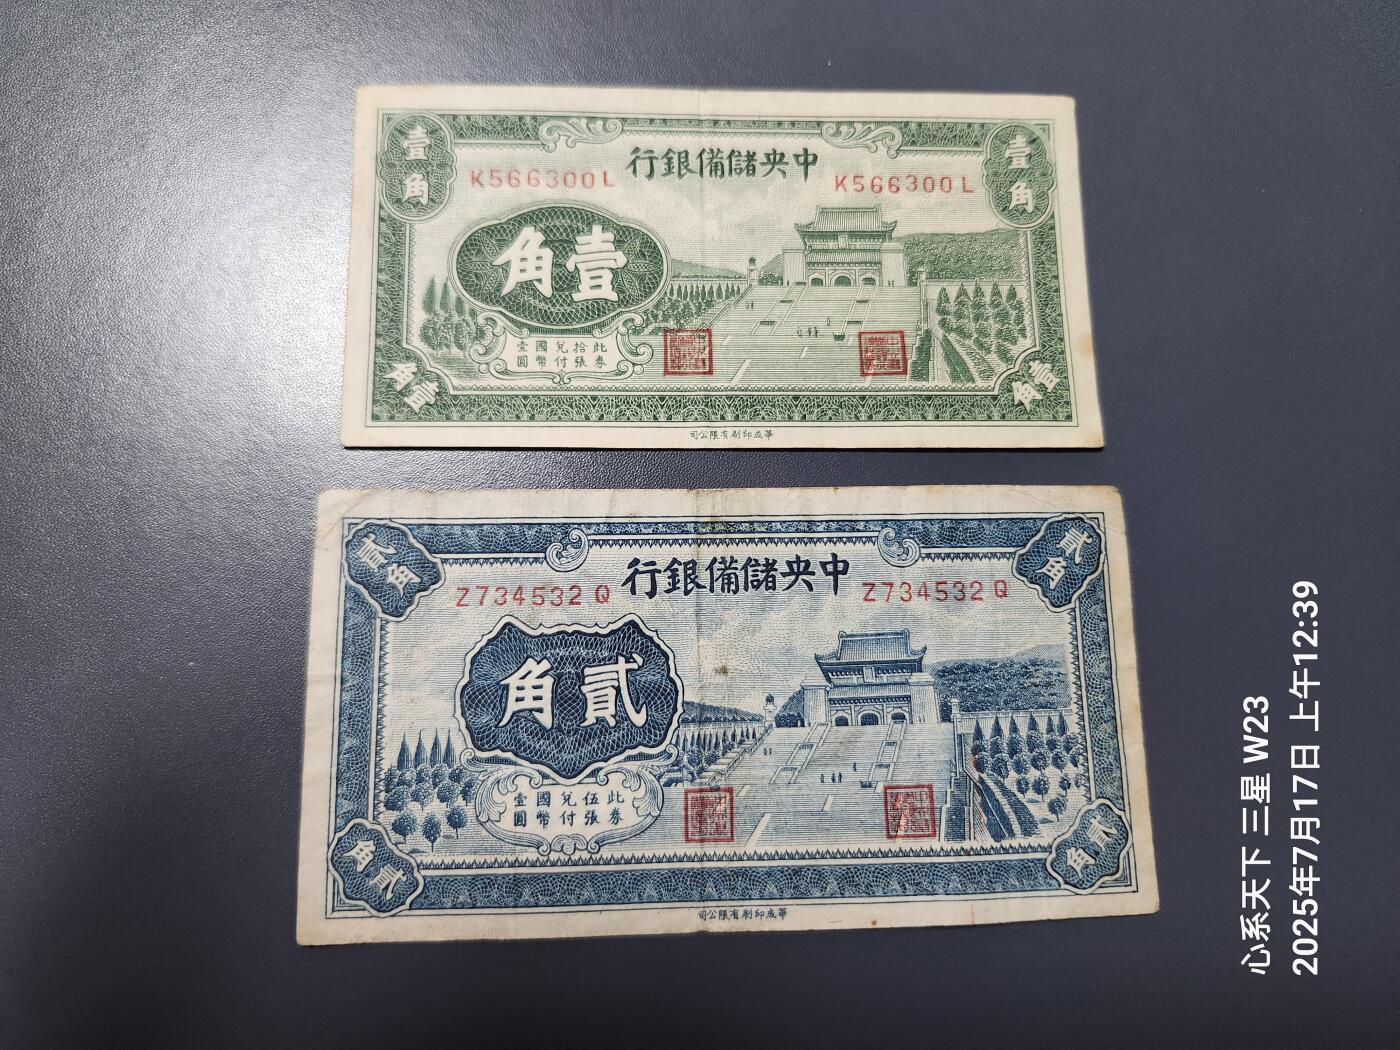 壹角
中央儲備銀行
壹角
K566300L
K566300L
壹角
此券拾張兌付國幣壹圓
壹角
壹角
華成印刷有限公司
貳角
中央儲備銀行
貳角
Z734532Q
Z734532Q
貳角
此券伍張兌付國幣壹圓
貳角
貳角
華成印刷有限公司
心系天下 三星 W23
2025年7月17日 上午12:39